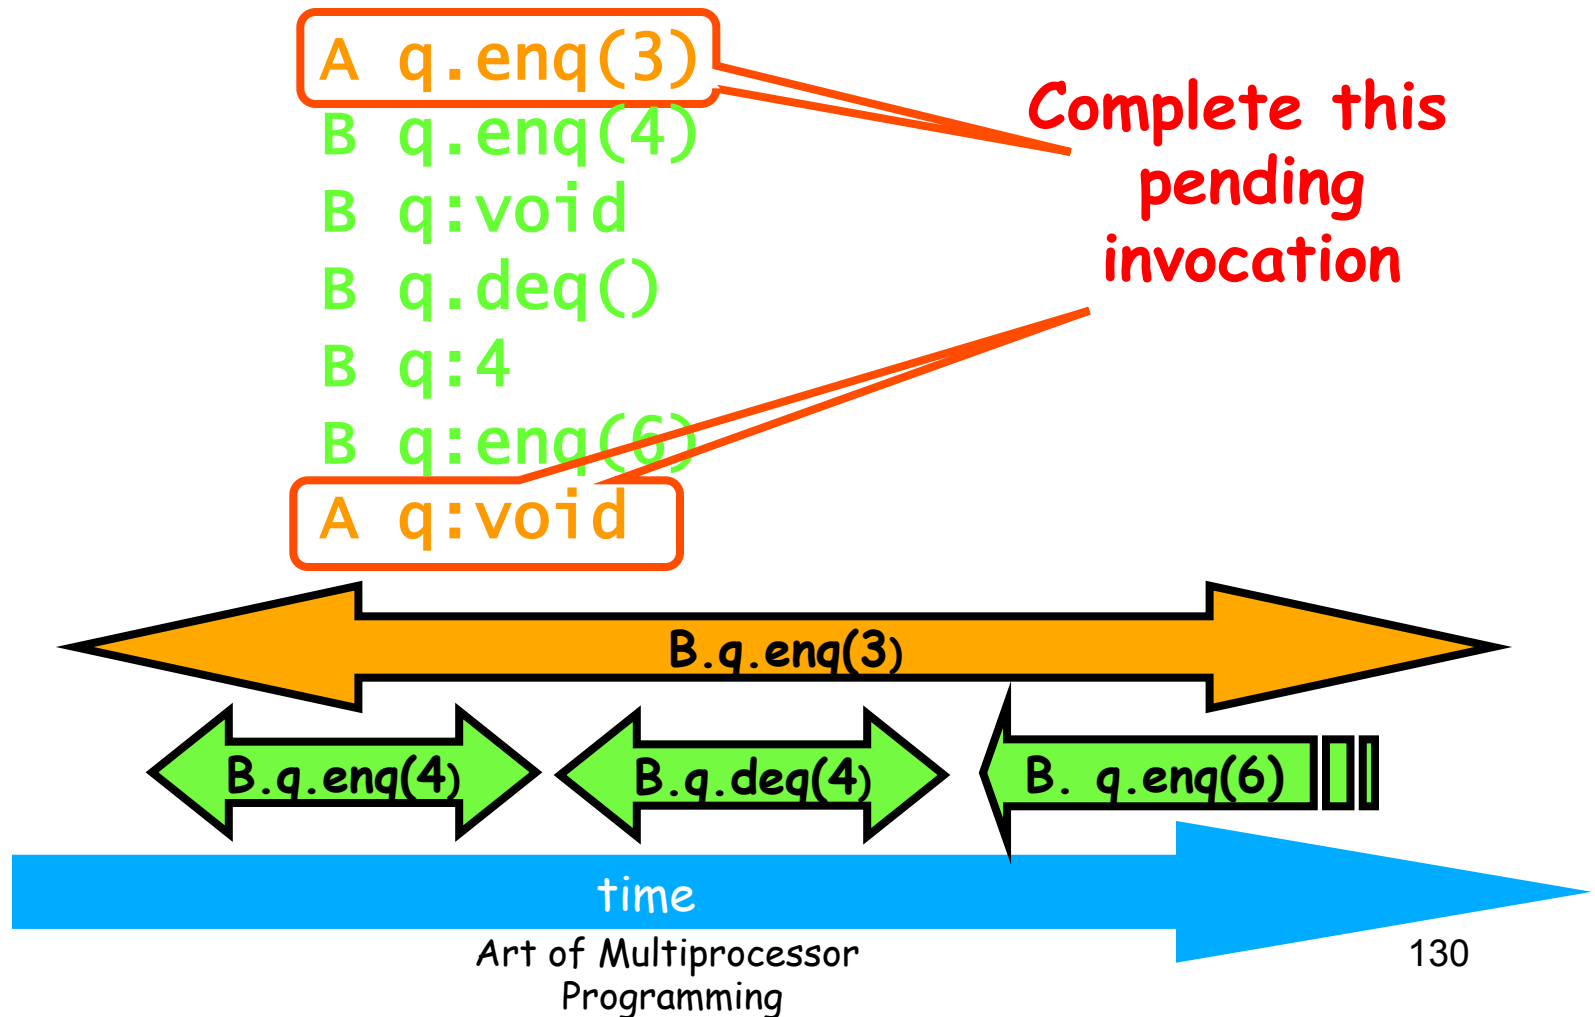 A q.enq(3)
B q.enq(4)
B q:void
B q.deq()
B q:4
B q:enq(6)
A q:void
Complete this
pending
invocation
B.q.enq(3)
B.q.enq(4)
B.q.deq(4)
B. q.enq(6)
time
Art of Multiprocessor
Programming
130